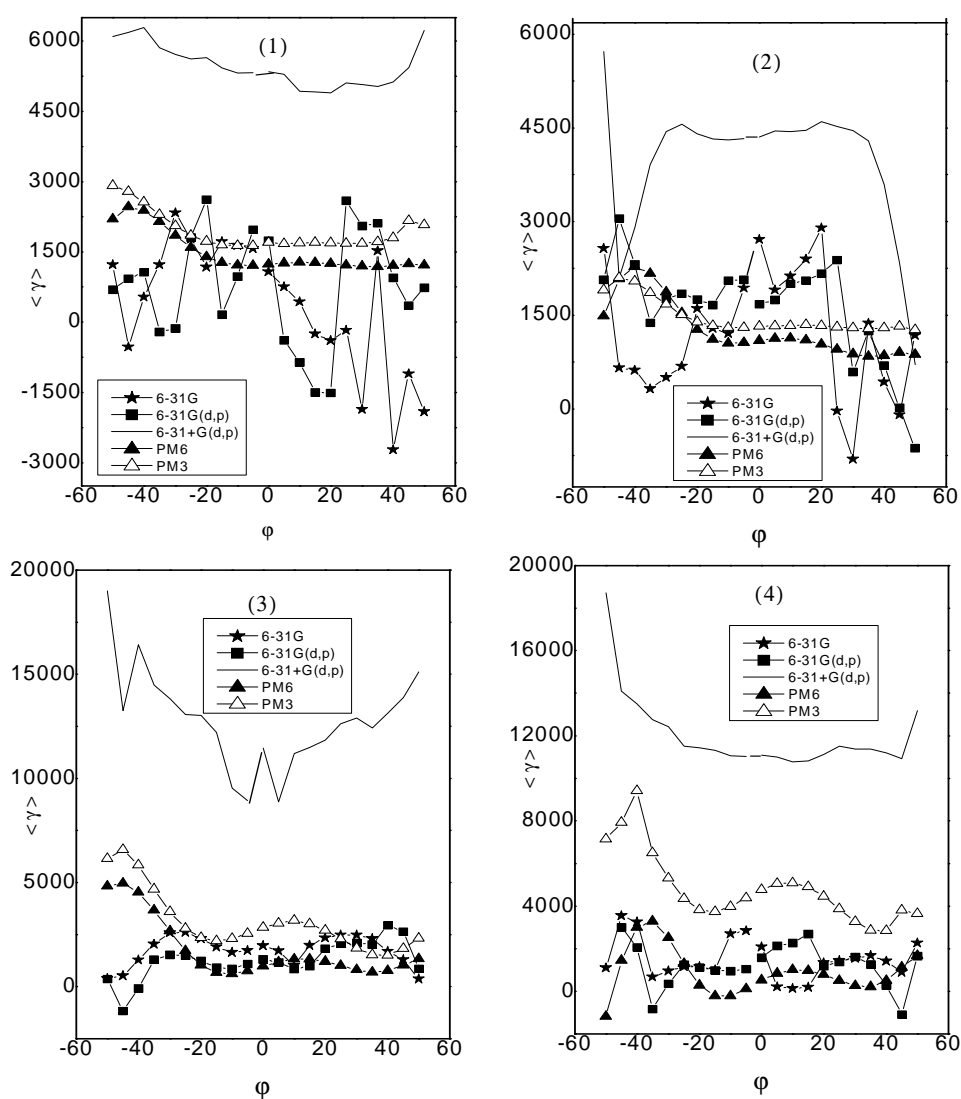 (1)
<γ>
6000
4500
3000
1500
0
-1500
-3000
6-31G
6-31G(d,p)
6-31+G(d,p)
PM6
PM3
-60 -40 -20 0 20 40 60
φ
(2)
<γ>
6000
4500
3000
1500
0
6-31G
6-31G(d,p)
6-31+G(d,p)
PM6
PM3
-60 -40 -20 0 20 40 60
φ
(3)
<γ>
20000
15000
10000
5000
0
6-31G
6-31G(d,p)
6-31+G(d,p)
PM6
PM3
-60 -40 -20 0 20 40 60
φ
(4)
<γ>
20000
16000
12000
8000
4000
0
6-31G
6-31G(d,p)
6-31+G(d,p)
PM6
PM3
-60 -40 -20 0 20 40 60
φ